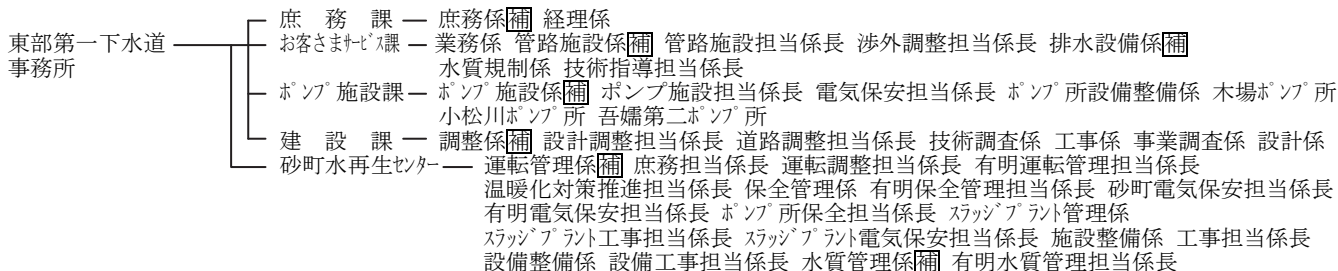 庶務課 庶務係補 経理係
東部第一下水道事務所 お客さまサービス課 業務係 管路施設係補 管路施設担当係長 渉外調整担当係長 排水設備係補
水質規制係 技術指導担当係長
ポンプ施設課 ポンプ施設係補 ポンプ施設担当係長 電気保安担当係長 ポンプ所設備整備係 木場ポンプ所
小松川ポンプ所 吾嬬第二ポンプ所
建設課 調整係補 設計調整担当係長 道路調整担当係長 技術調査係 工事係 事業調査係 設計係
砂町水再生センター 運転管理係補 庶務担当係長 運転調整担当係長 有明運転管理担当係長
温暖化対策推進担当係長 保全管理係 有明保全管理担当係長 砂町電気保安担当係長
有明電気保安担当係長 ポンプ所保全担当係長 スラッジプラント管理係
スラッジプラント工事担当係長 スラッジプラント電気保安担当係長 施設整備係 工事担当係長
設備整備係 設備工事担当係長 水質管理係補 有明水質管理担当係長